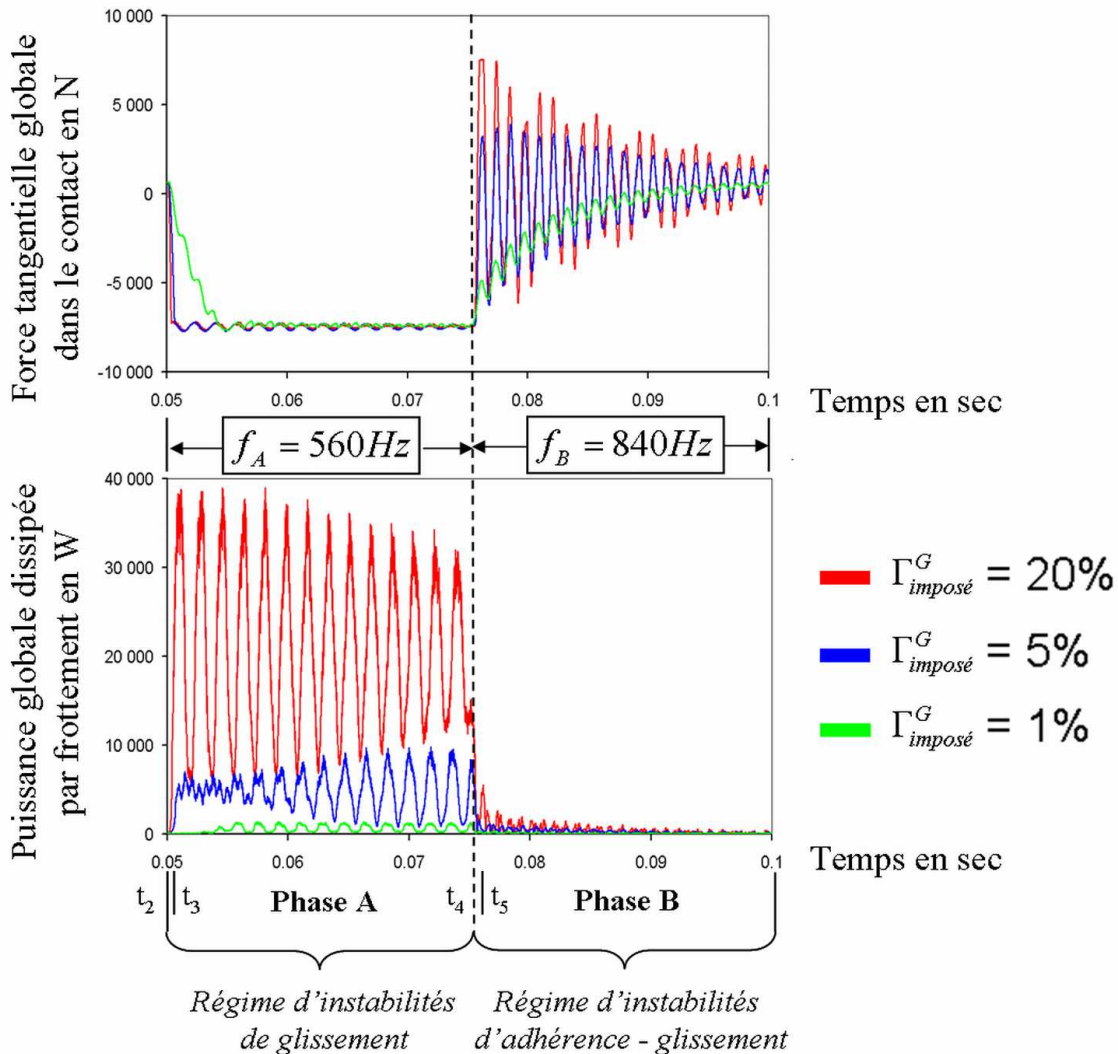 Force tangentielle globale
dans le contact en N
10 000
5 000
0
-5 000
-10 000
0.05
0.06
0.07
0.08
0.09
0.1
Temps en sec
f_A = 560Hz
f_B = 840Hz
Puissance globale dissipée
par frottement en W
40 000
30 000
20 000
10 000
0
0.05
0.06
0.07
0.08
0.09
0.1
Temps en sec
Γ^G_imposé = 20%
Γ^G_imposé = 5%
Γ^G_imposé = 1%
t₂ t₃ Phase A t₄ t₅ Phase B
Régime d'instabilités
de glissement
Régime d'instabilités
d'adhérence - glissement